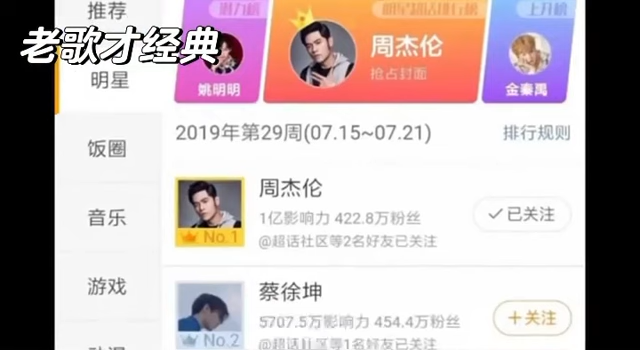 推荐
潜力榜
明星超话排行榜
上升榜
老歌才经典
周杰伦
抢占封面
明星
姚明明
金秦禹
2019年第29周(07.15~07.21)
排行规则
饭圈
周杰伦
1亿影响力 422.8万粉丝
已关注
音乐
No.1
@超话社区等2名好友已关注
游戏
蔡徐坤
5707.5万影响力 454.4万粉丝
+关注
No.2
@超话社区等1名好友已关注